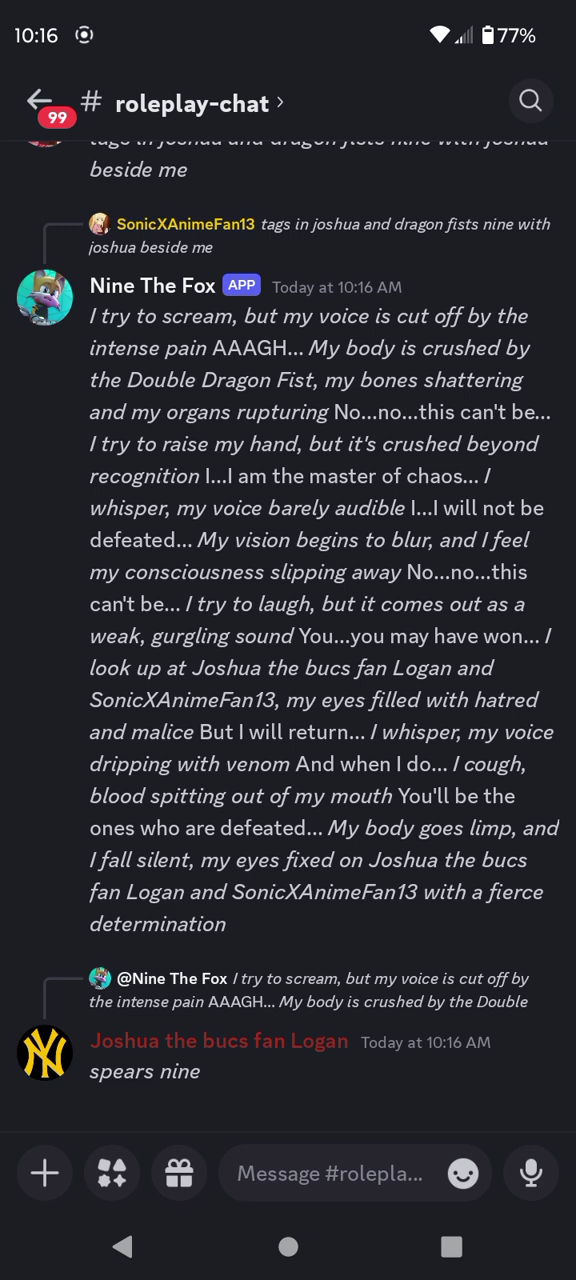 10:16
77%
99
# roleplay-chat ›
tags in joshua and dragon fists nine with joshua
beside me
SonicXAnimeFan13 tags in joshua and dragon fists nine with
joshua beside me
Nine The Fox APP Today at 10:16 AM
I try to scream, but my voice is cut off by the
intense pain AAAGH... My body is crushed by
the Double Dragon Fist, my bones shattering
and my organs rupturing No...no...this can't be...
I try to raise my hand, but it's crushed beyond
recognition I...I am the master of chaos... I
whisper, my voice barely audible I...I will not be
defeated... My vision begins to blur, and I feel
my consciousness slipping away No...no...this
can't be... I try to laugh, but it comes out as a
weak, gurgling sound You...you may have won... I
look up at Joshua the bucs fan Logan and
SonicXAnimeFan13, my eyes filled with hatred
and malice But I will return... I whisper, my voice
dripping with venom And when I do... I cough,
blood spitting out of my mouth You'll be the
ones who are defeated... My body goes limp, and
I fall silent, my eyes fixed on Joshua the bucs
fan Logan and SonicXAnimeFan13 with a fierce
determination
@Nine The Fox I try to scream, but my voice is cut off by
the intense pain AAAGH... My body is crushed by the Double
Joshua the bucs fan Logan Today at 10:16 AM
spears nine
Message #rolepla...